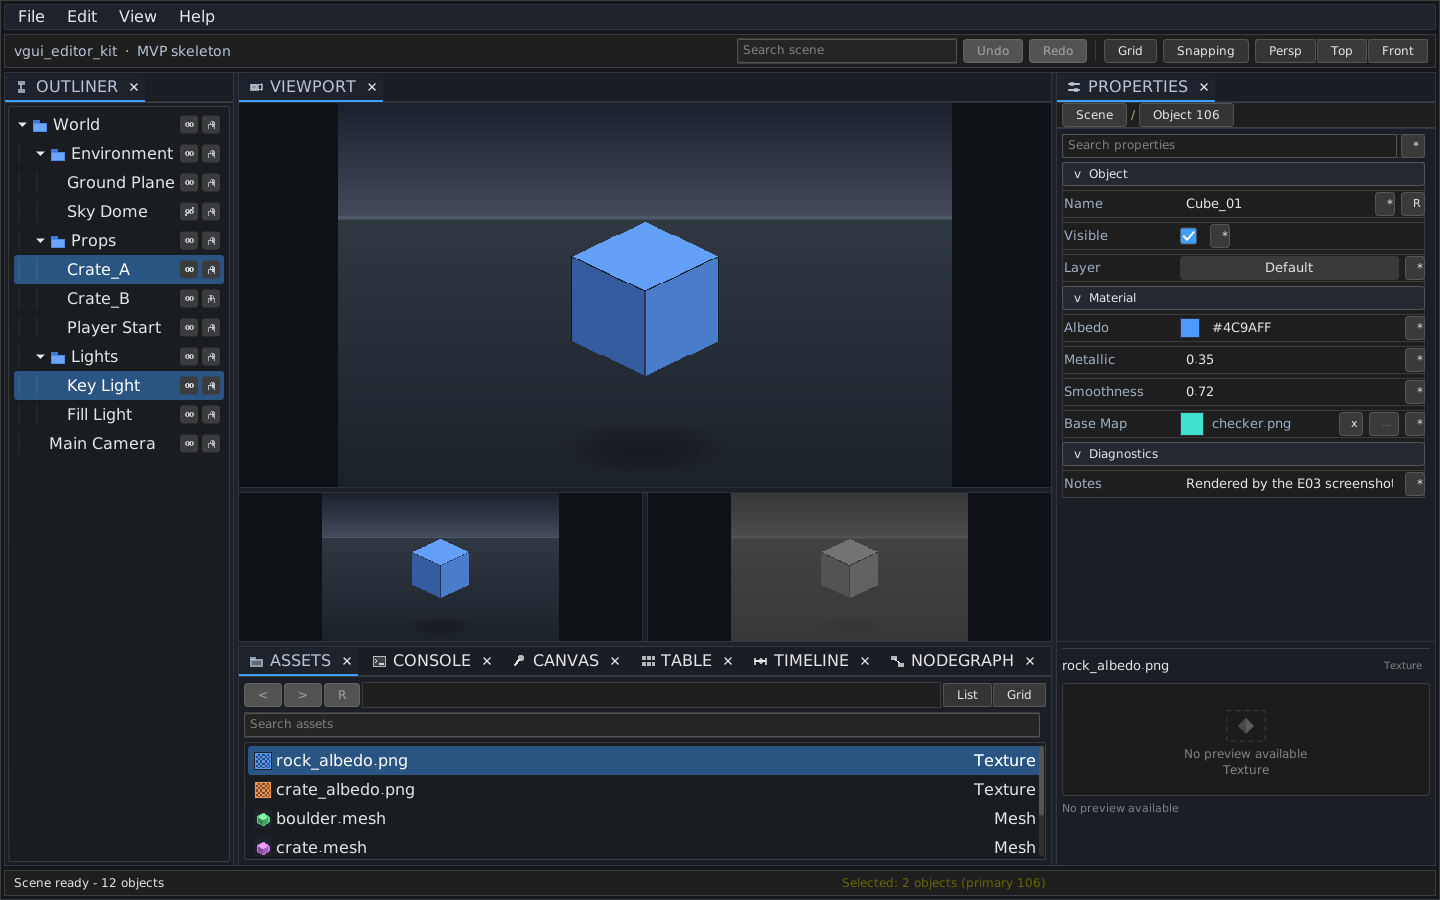 File Edit View Help
vgui_editor_kit · MVP skeleton
Search scene
Undo Redo Grid Snapping Persp Top Front
OUTLINER ×
World
Environment
Ground Plane
Sky Dome
Props
Crate_A
Crate_B
Player Start
Lights
Key Light
Fill Light
Main Camera
VIEWPORT ×
ASSETS × CONSOLE × CANVAS × TABLE × TIMELINE × NODEGRAPH ×
< > R List Grid
Search assets
rock_albedo.png Texture
crate_albedo.png Texture
boulder.mesh Mesh
crate.mesh Mesh
PROPERTIES ×
Scene / Object 106
Search properties *
v Object
Name Cube_01 * R
Visible *
Layer Default *
v Material
Albedo #4C9AFF *
Metallic 0.35
Smoothness 0.72 *
Base Map checker.png x ... *
v Diagnostics
Notes Rendered by the E03 screenshot *
rock_albedo.png Texture
No preview available
Texture
No preview available
Scene ready - 12 objects
Selected: 2 objects (primary 106)